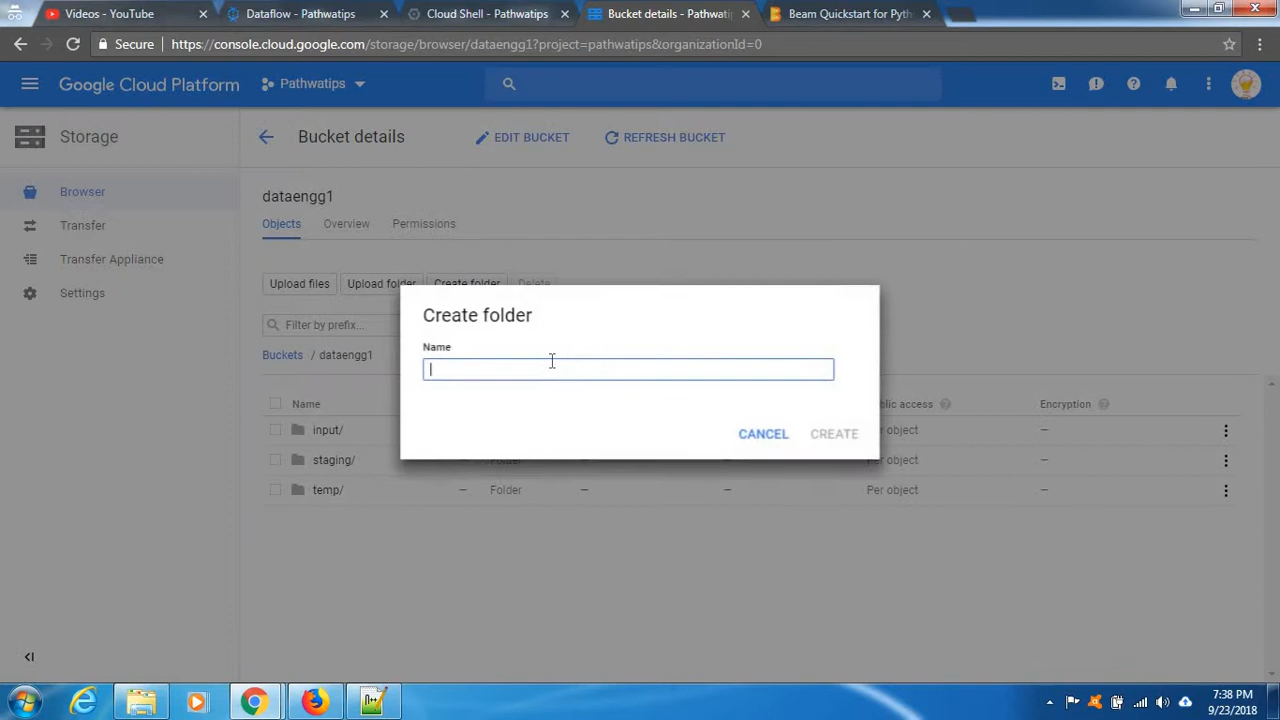 Videos - YouTube
Dataflow - Pathwatips
Cloud Shell - Pathwatips
Bucket details - Pathwati
Beam Quickstart for Pyth
Secure
https://console.cloud.google.com/storage/browser/dataengg1?project=pathwatips&organizationId=0
Google Cloud Platform
Pathwatips
Storage
Bucket details
EDIT BUCKET
REFRESH BUCKET
Browser
Transfer
Transfer Appliance
Settings
dataengg1
Objects
Overview
Permissions
Upload files
Upload folder
Create folder
Delete
Filter by prefix...
Buckets / dataengg1
Create folder
Name
CANCEL
CREATE
Name
blic access
Encryption
input/
er object
—
staging/
—
Folder
—
—
Per object
—
temp/
—
Folder
—
—
Per object
—
7:38 PM
9/23/2018